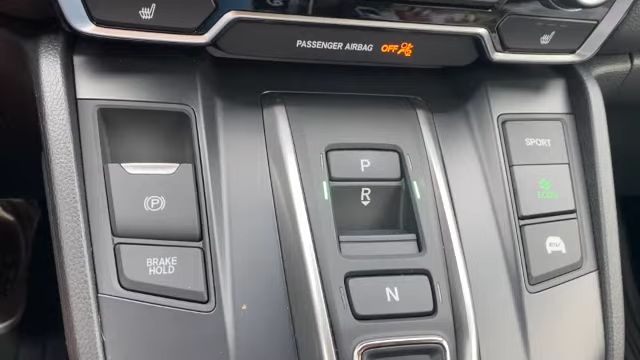 PASSENGER AIRBAG OFF
P
R
N
BRAKE
HOLD
(P)
SPORT
ECON